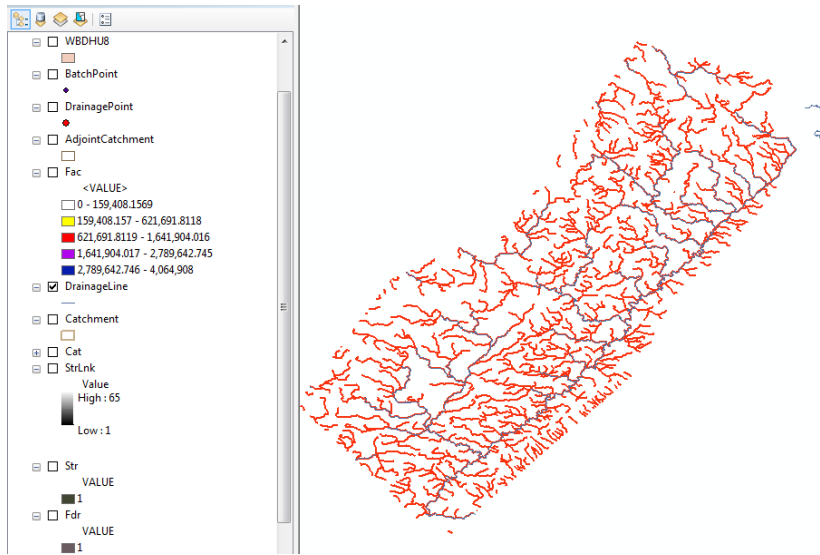 WBDHU8
BatchPoint
DrainagePoint
AdjointCatchment
Fac
<VALUE>
0 - 159,408.1569
159,408.157 - 621,691.8118
621,691.8119 - 1,641,904.016
1,641,904.017 - 2,789,642.745
2,789,642.746 - 4,064,908
DrainageLine
Catchment
Cat
StrLnk
Value
High : 65
Low : 1
Str
VALUE
1
Fdr
VALUE
1